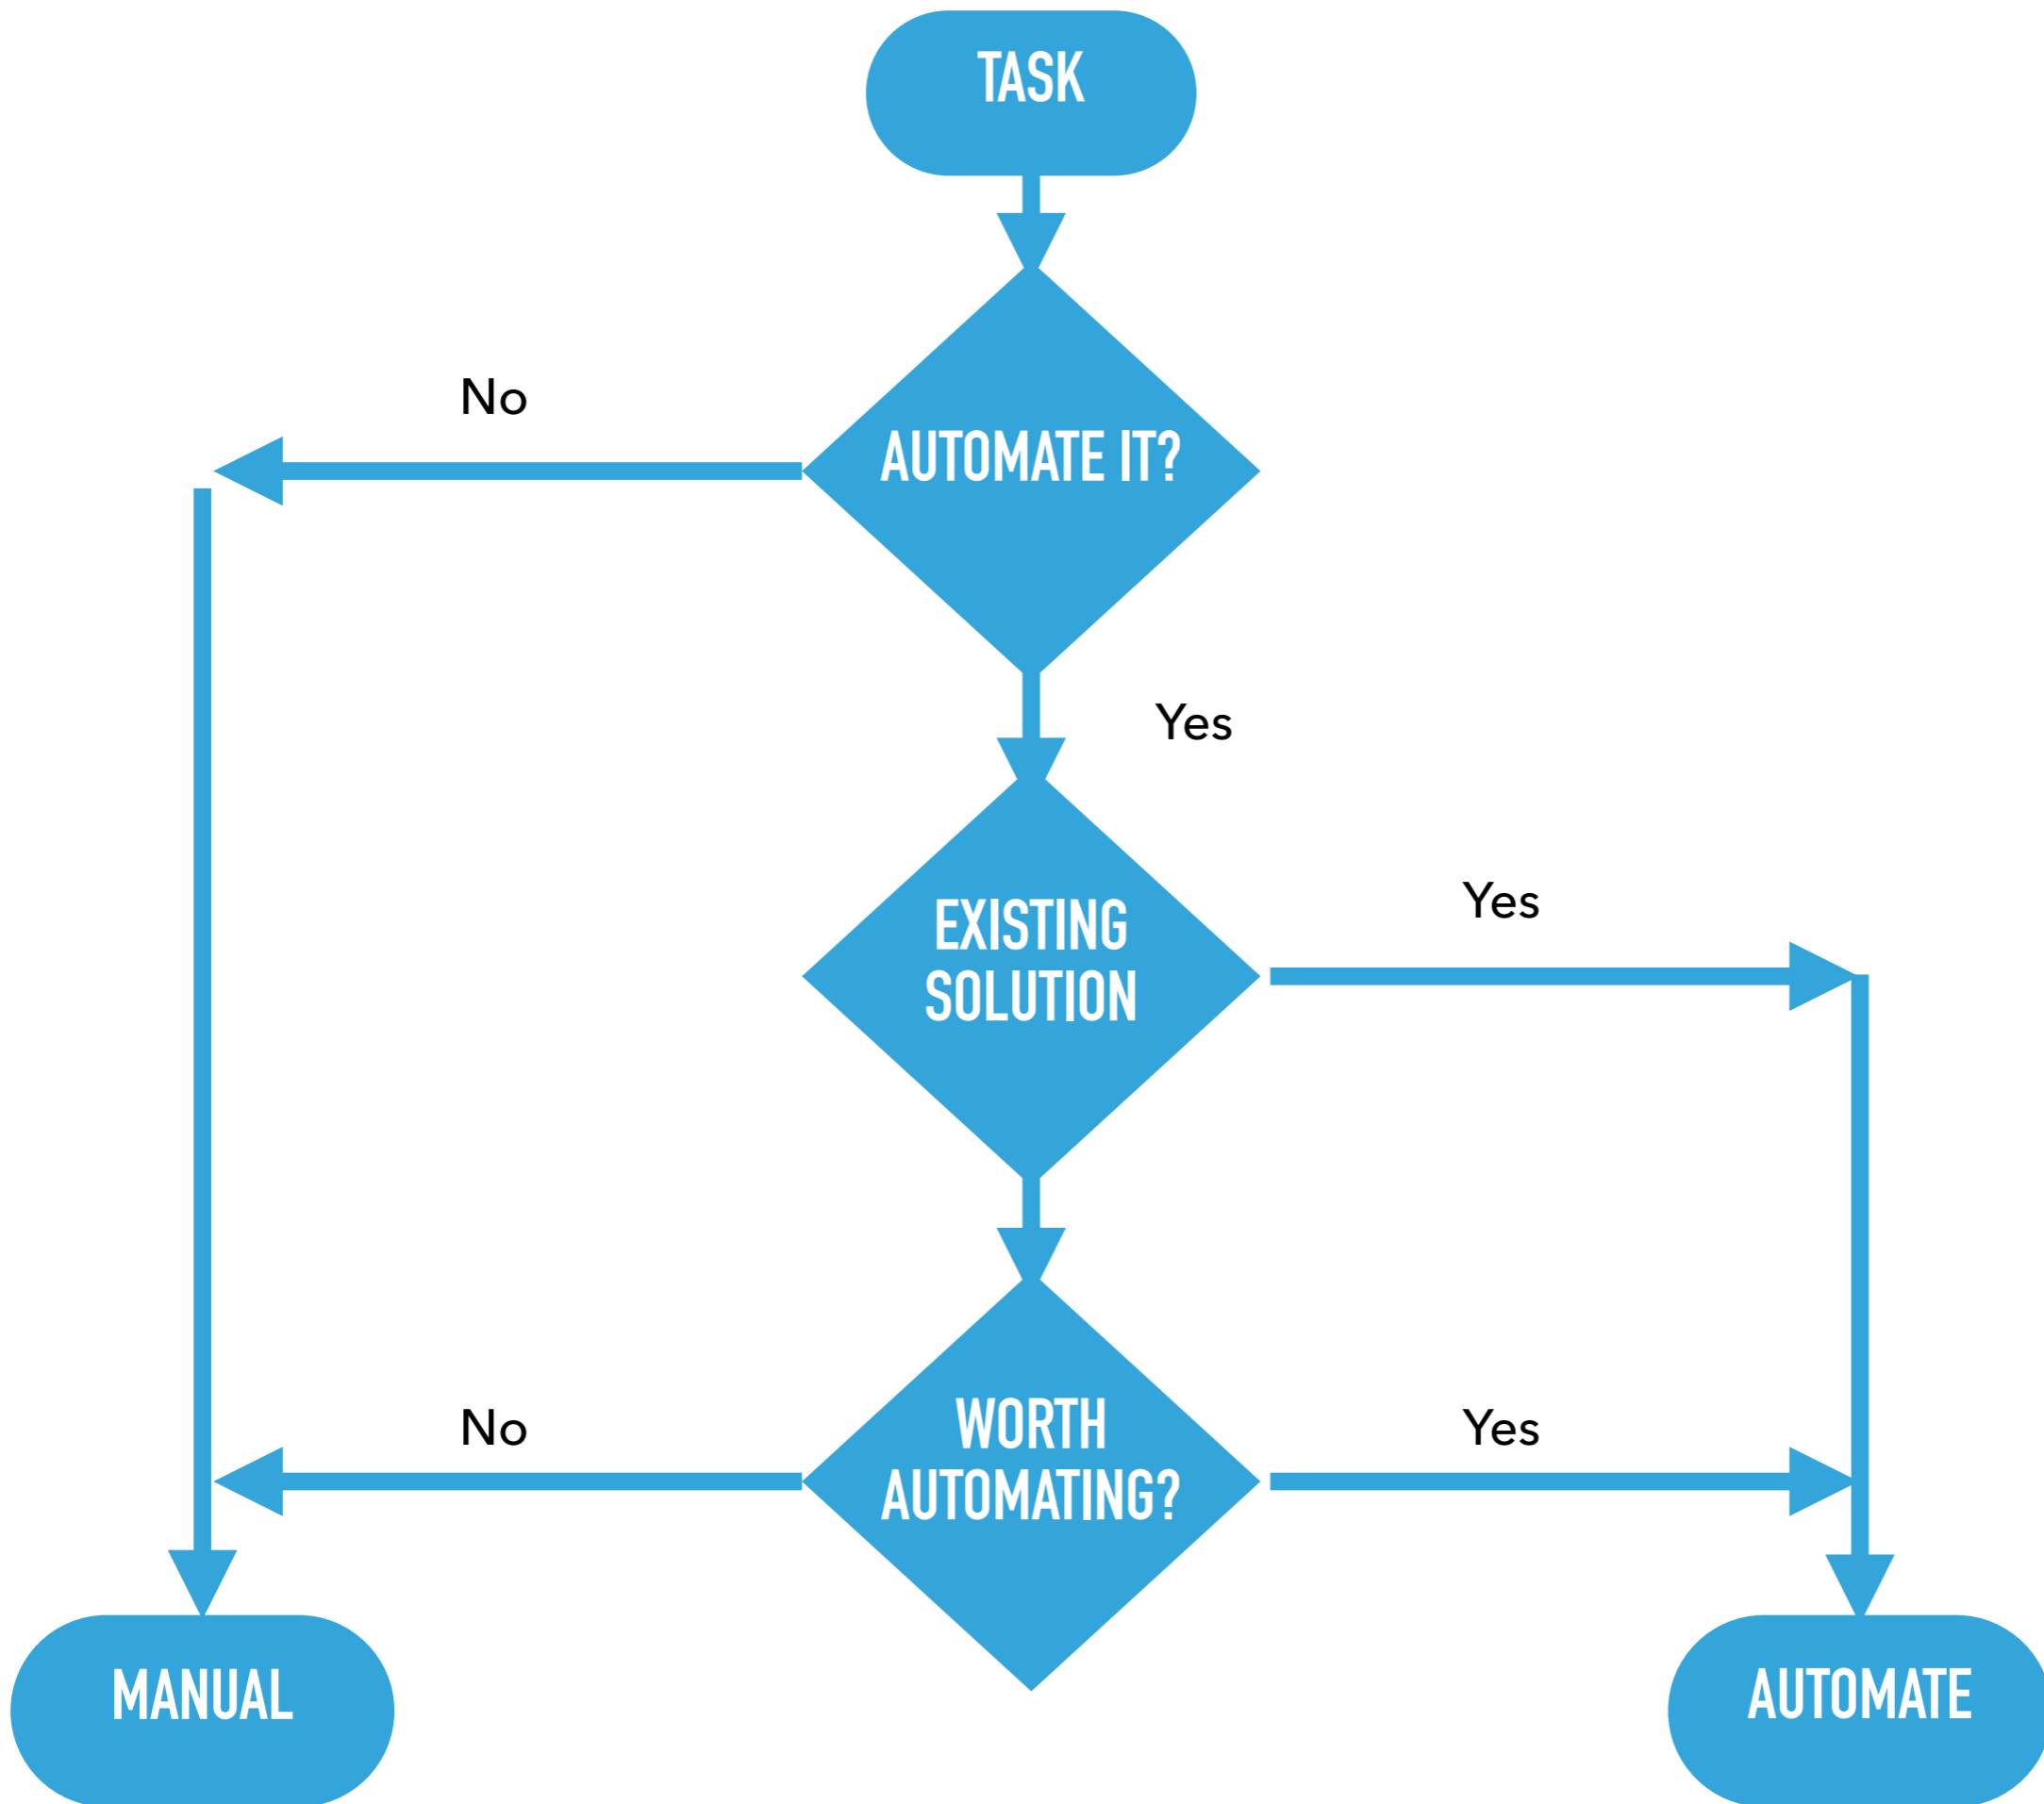 TASK
No
AUTOMATE IT?
Yes
Yes
EXISTING
SOLUTION
No
Yes
WORTH
AUTOMATING?
MANUAL
AUTOMATE